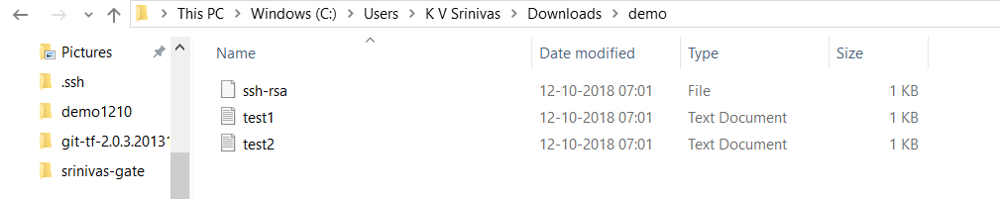 This PC > Windows (C:) > Users > K V Srinivas > Downloads > demo
Pictures
.ssh
demo1210
git-tf-2.0.3.20131
srinivas-gate
Name Date modified Type Size
ssh-rsa 12-10-2018 07:01 File 1 KB
test1 12-10-2018 07:01 Text Document 1 KB
test2 12-10-2018 07:01 Text Document 1 KB